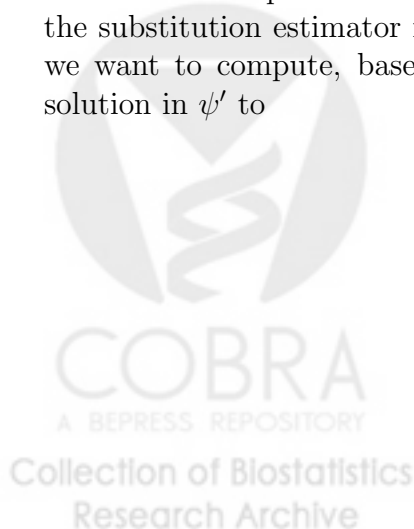 the substitution estimator
we want to compute, base
solution in ψ′ to
COBRA
A BEPRESS REPOSITORY
Collection of Biostatistics
Research Archive